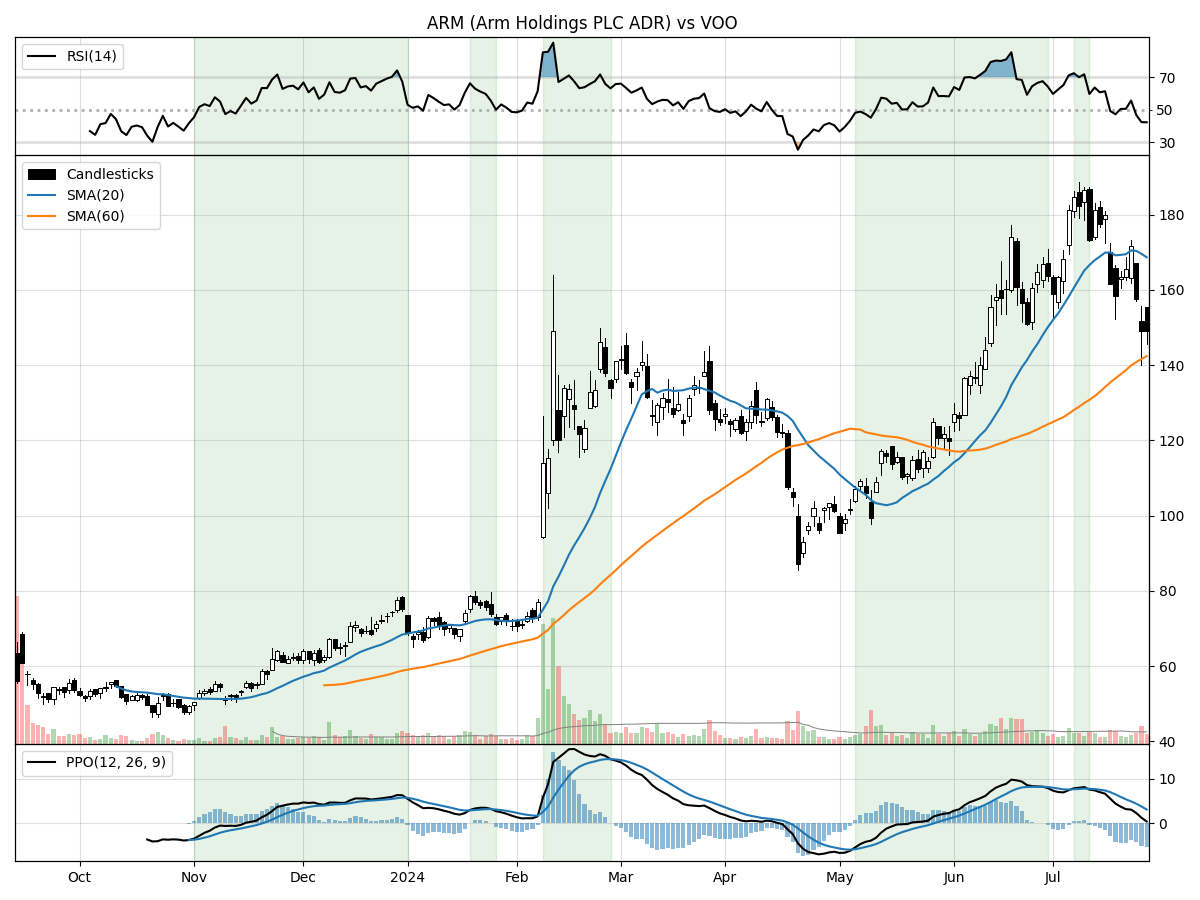 ARM (Arm Holdings PLC ADR) vs VOO
RSI(14)
70
50
30
Candlesticks
SMA(20)
SMA(60)
180
160
140
120
100
80
60
40
PPO(12, 26, 9)
10
0
Oct Nov Dec 2024 Feb Mar Apr May Jun Jul